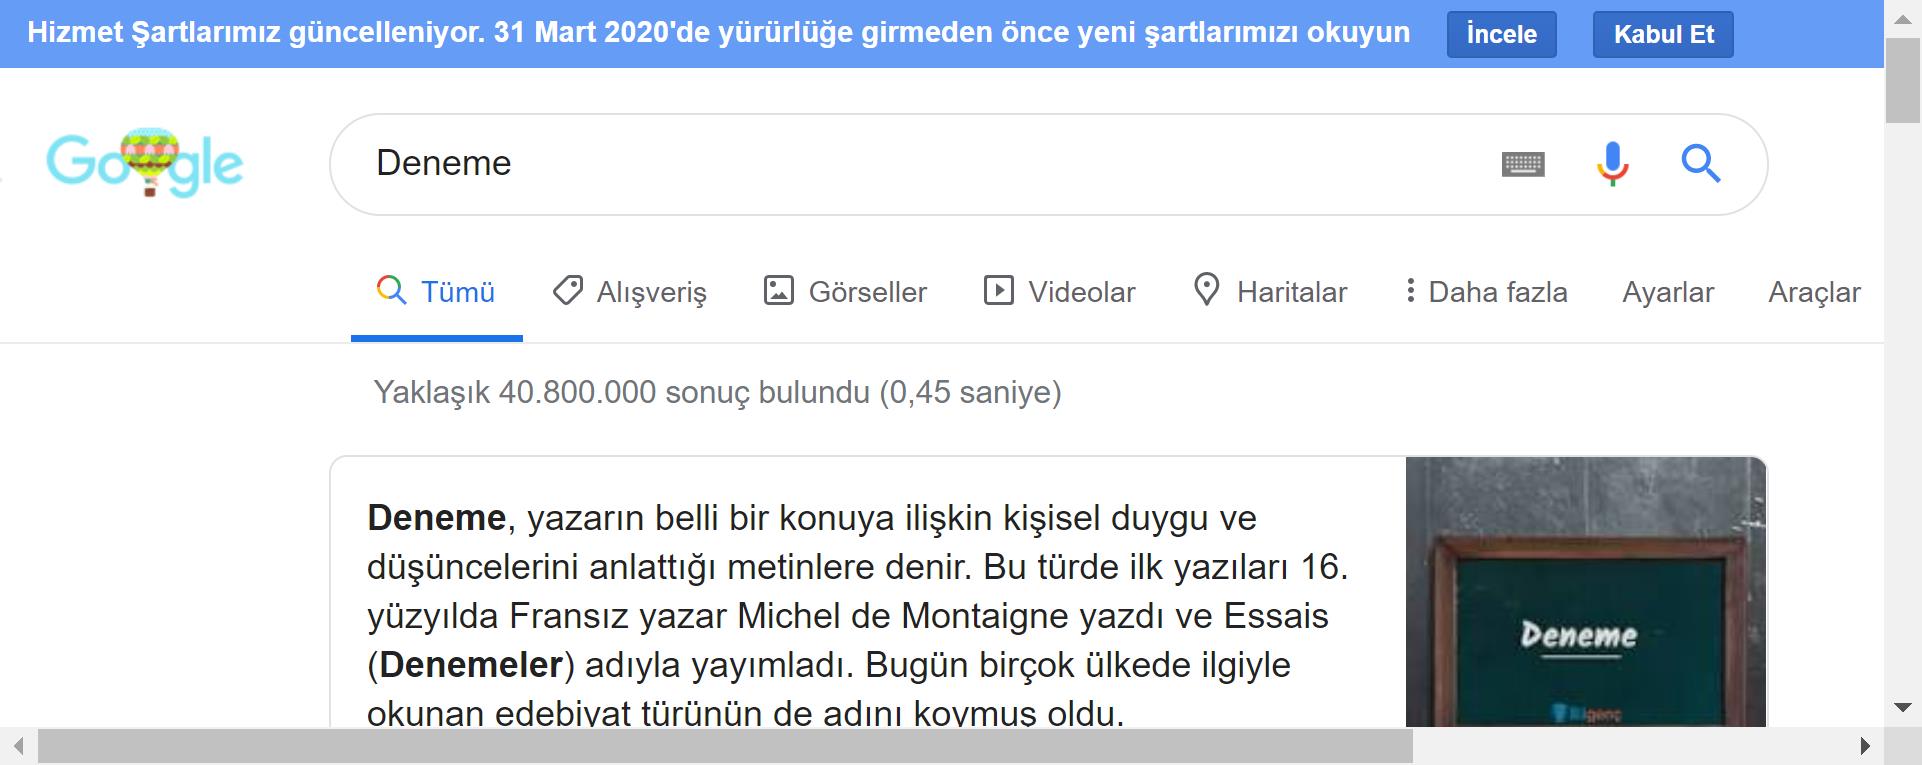 Hizmet Şartlarımız güncelleniyor. 31 Mart 2020'de yürürlüğe girmeden önce yeni şartlarımızı okuyun İncele Kabul Et
Google Deneme
Tümü Alışveriş Görseller Videolar Haritalar Daha fazla Ayarlar Araçlar
Yaklaşık 40.800.000 sonuç bulundu (0,45 saniye)
Deneme, yazarın belli bir konuya ilişkin kişisel duygu ve
düşüncelerini anlattığı metinlere denir. Bu türde ilk yazıları 16.
yüzyılda Fransız yazar Michel de Montaigne yazdı ve Essais
(Denemeler) adıyla yayımladı. Bugün birçok ülkede ilgiyle
okunan edebiyat türünün de adını koymuş oldu.
Deneme